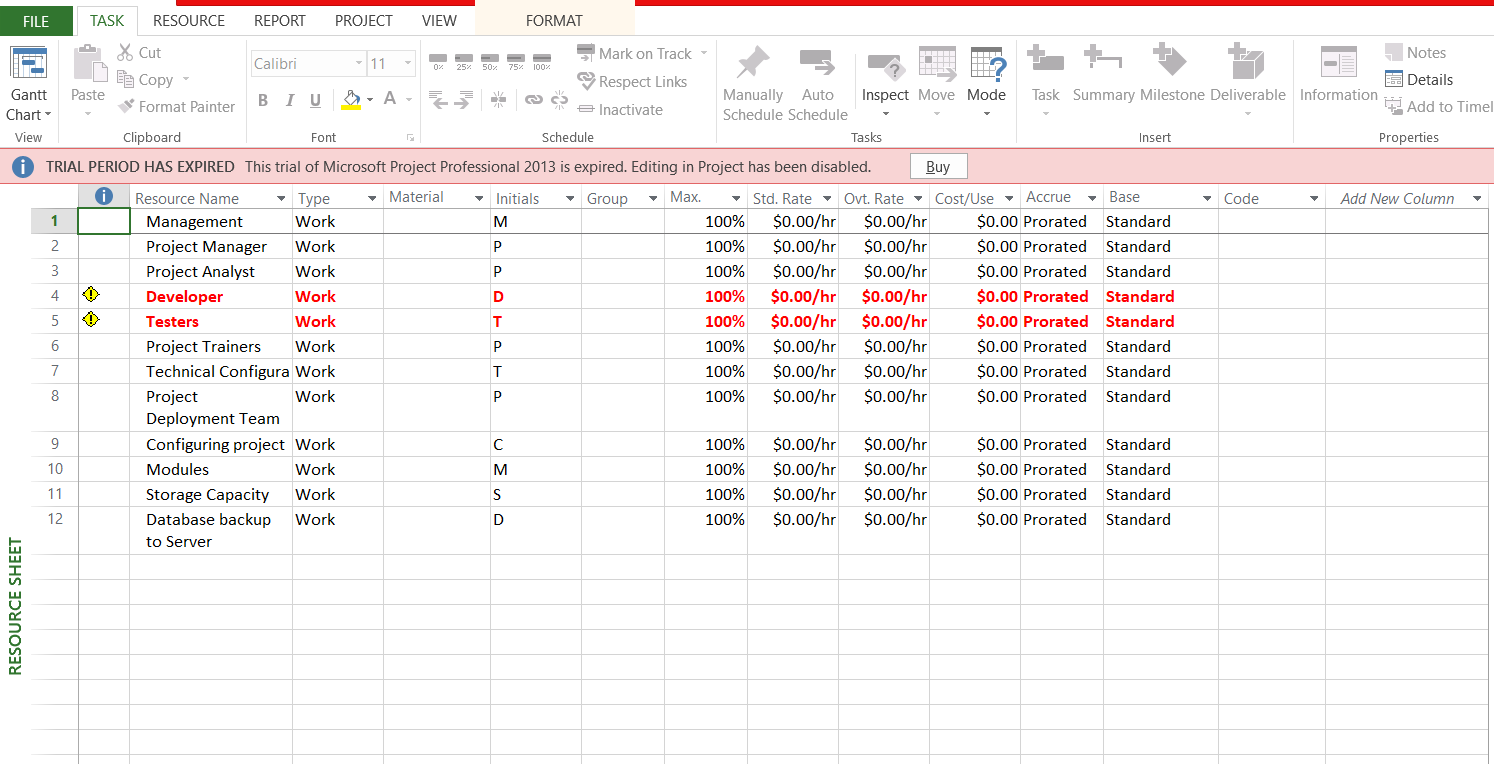 FILE TASK RESOURCE REPORT PROJECT VIEW FORMAT
Gantt
Chart
View
Paste
Cut
Copy
Format Painter
Clipboard
Calibri 11
B I U A
Font
0% 25% 50% 75% 100%
Mark on Track
Respect Links
Inactivate
Schedule
Manually
Schedule
Auto
Schedule
Inspect
Move
Mode
Tasks
Task
Summary
Milestone
Deliverable
Insert
Information
Notes
Details
Add to Timel
Properties
TRIAL PERIOD HAS EXPIRED This trial of Microsoft Project Professional 2013 is expired. Editing in Project has been disabled. Buy
Resource Name Type Material Initials Group Max. Std. Rate Ovt. Rate Cost/Use Accrue Base Code Add New Column
1 Management Work M 100% $0.00/hr $0.00/hr $0.00 Prorated Standard
2 Project Manager Work P 100% $0.00/hr $0.00/hr $0.00 Prorated Standard
3 Project Analyst Work P 100% $0.00/hr $0.00/hr $0.00 Prorated Standard
4 Developer Work D 100% $0.00/hr $0.00/hr $0.00 Prorated Standard
5 Testers Work T 100% $0.00/hr $0.00/hr $0.00 Prorated Standard
6 Project Trainers Work P 100% $0.00/hr $0.00/hr $0.00 Prorated Standard
7 Technical Configura Work T 100% $0.00/hr $0.00/hr $0.00 Prorated Standard
8 Project Work P 100% $0.00/hr $0.00/hr $0.00 Prorated Standard
Deployment Team
9 Configuring project Work C 100% $0.00/hr $0.00/hr $0.00 Prorated Standard
10 Modules Work M 100% $0.00/hr $0.00/hr $0.00 Prorated Standard
11 Storage Capacity Work S 100% $0.00/hr $0.00/hr $0.00 Prorated Standard
12 Database backup Work D 100% $0.00/hr $0.00/hr $0.00 Prorated Standard
to Server
RESOURCE SHEET